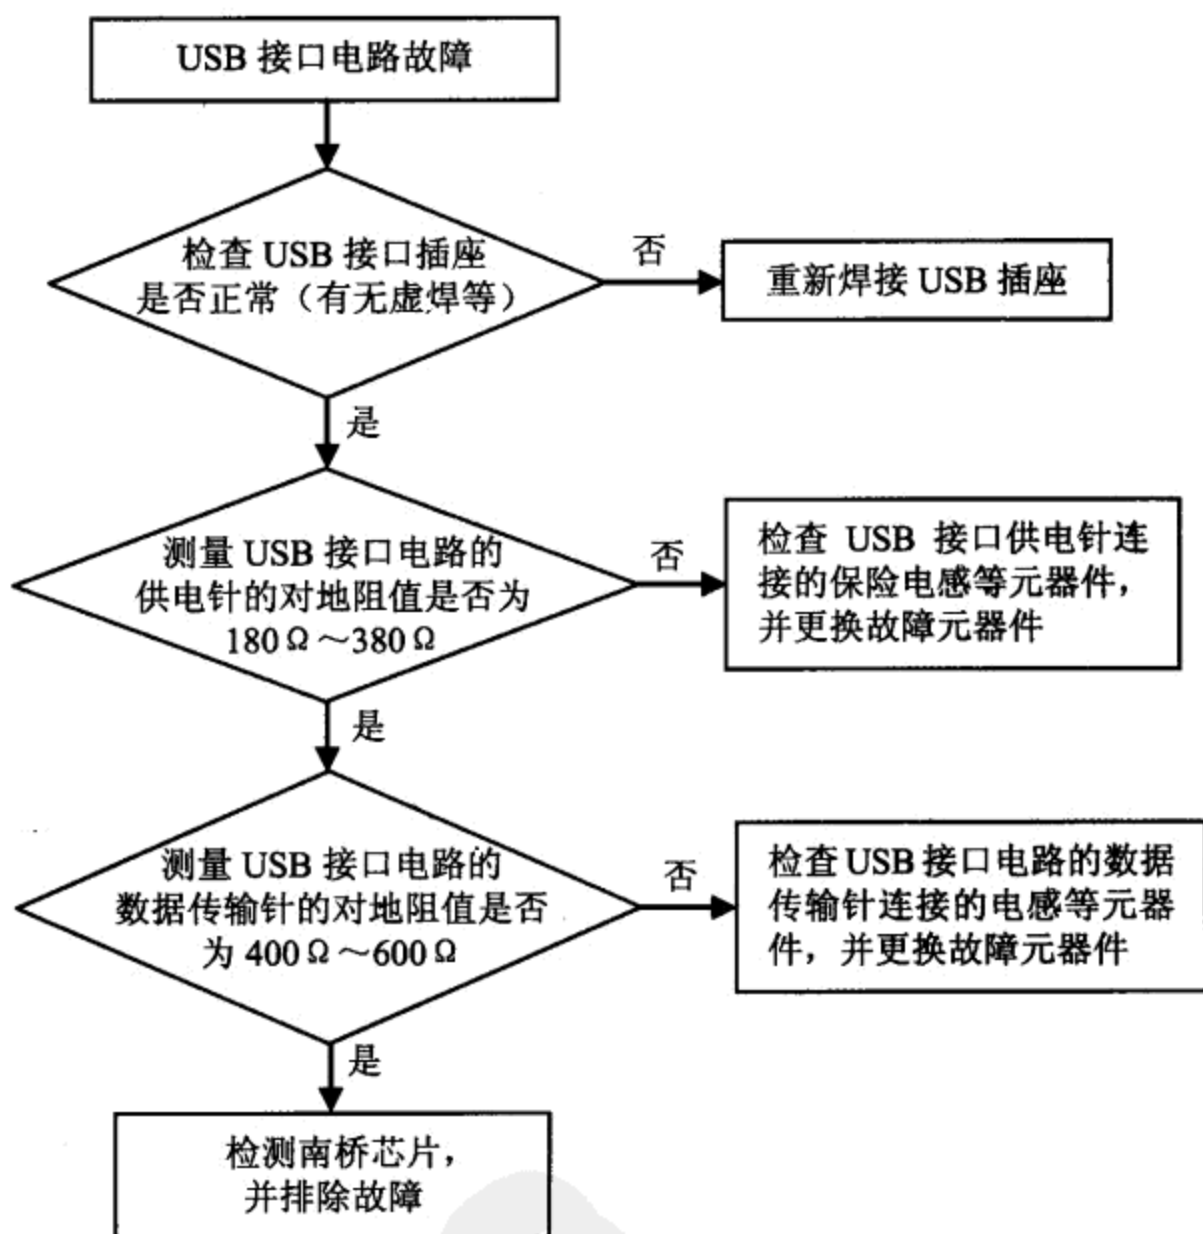 USB 接口电路故障
检查 USB 接口插座
是否正常（有无虚焊等）
否
重新焊接 USB 插座
是
测量 USB 接口电路的
供电针的对地阻值是否为
180Ω～380Ω
否
检查 USB 接口供电针连
接的保险电感等元器件，
并更换故障元器件
是
测量 USB 接口电路的
数据传输针的对地阻值是否
为 400Ω～600Ω
否
检查 USB 接口电路的数据
传输针连接的电感等元器
件，并更换故障元器件
是
检测南桥芯片，
并排除故障